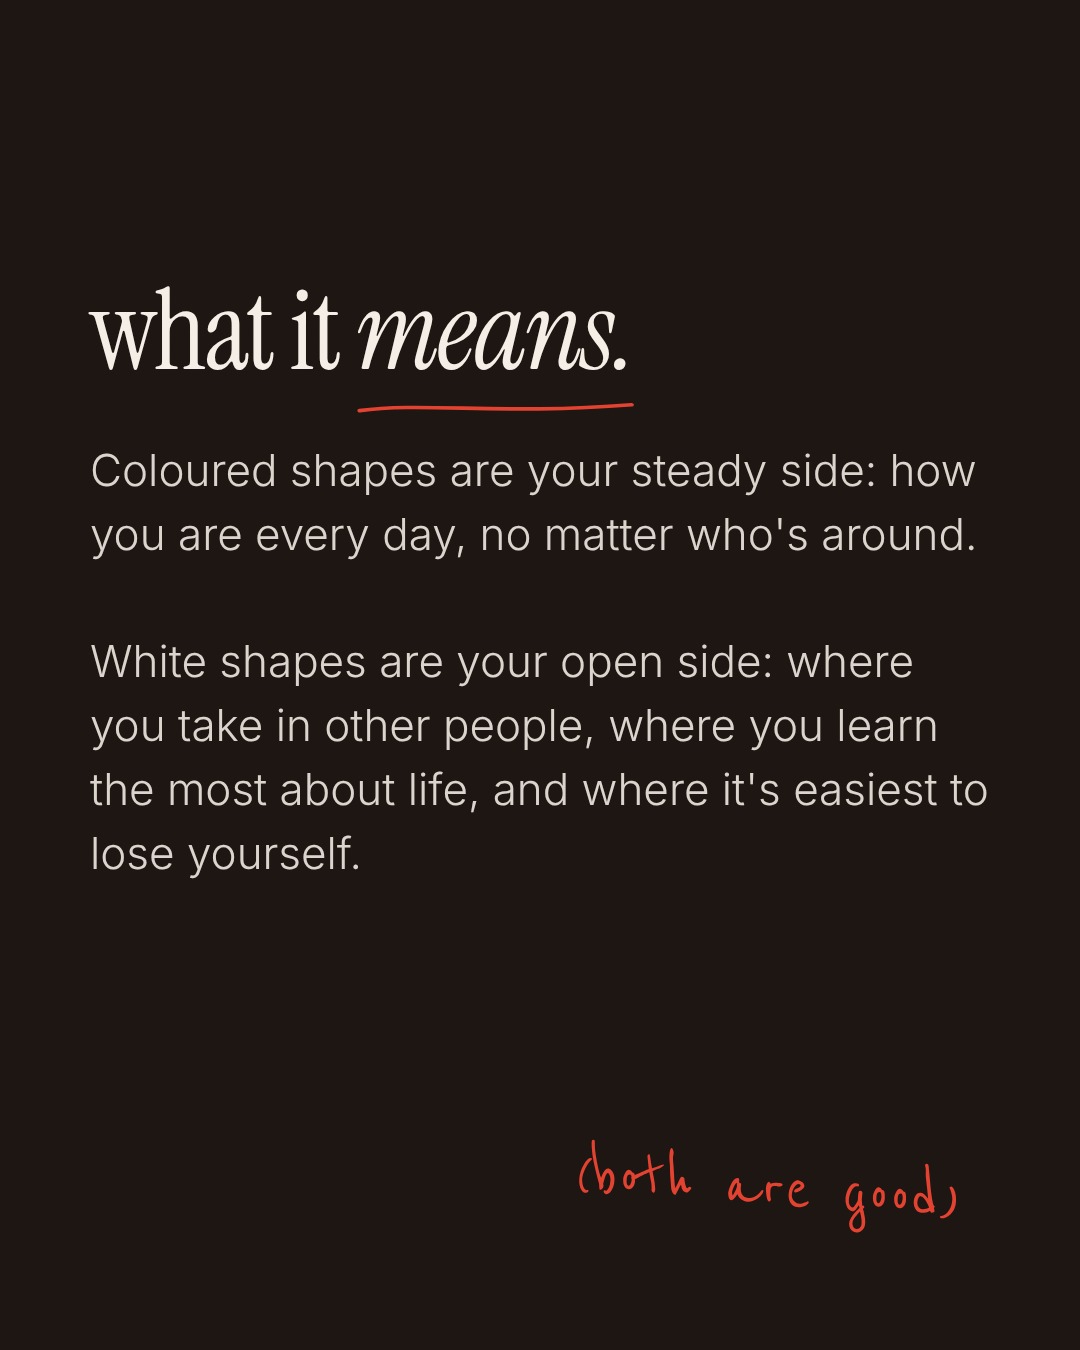 what it means.
Coloured shapes are your steady side: how
you are every day, no matter who's around.
White shapes are your open side: where
you take in other people, where you learn
the most about life, and where it's easiest to
lose yourself.
(both are good)